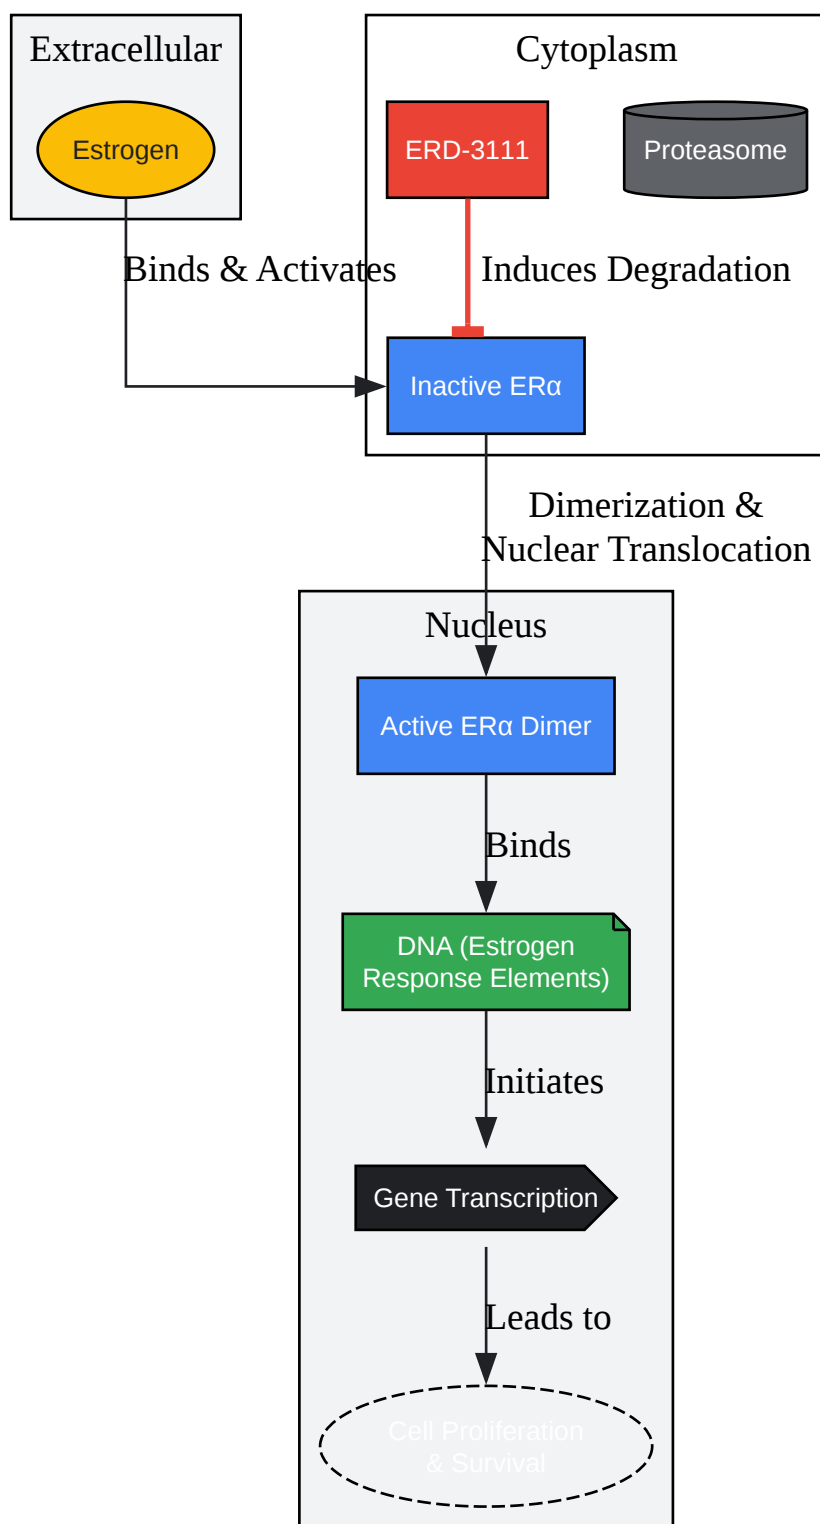 Extracellular
Cytoplasm
Estrogen
ERD-3111
Proteasome
Binds & Activates
Induces Degradation
Inactive ERα
Dimerization &
Nuclear Translocation
Nucleus
Active ERα Dimer
Binds
DNA (Estrogen
Response Elements)
Initiates
Gene Transcription
Leads to
Cell Proliferation
& Survival